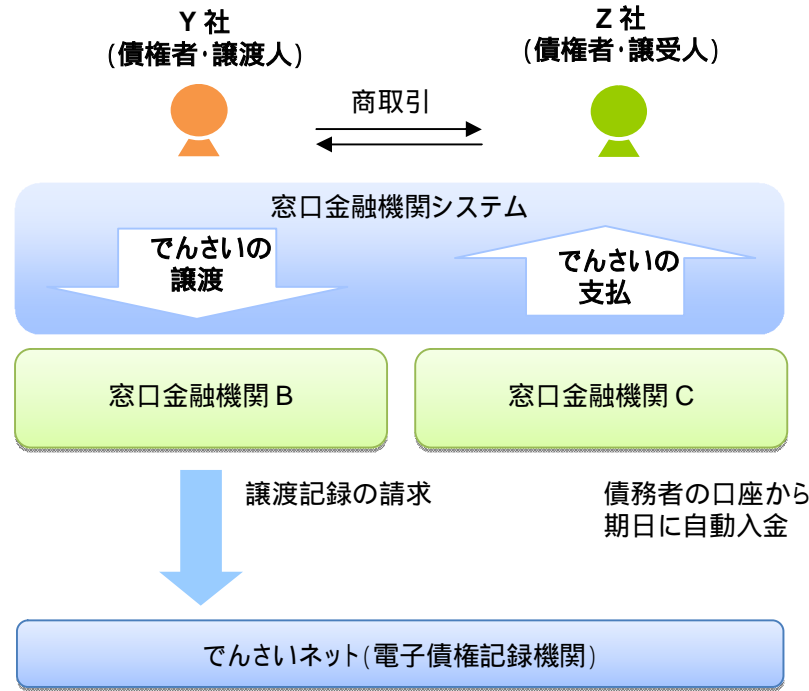 Y 社
(債権者・譲渡人)
Z 社
(債権者・譲受人)
商取引
窓口金融機関システム
でんさいの
譲渡
でんさいの
支払
窓口金融機関 B
窓口金融機関 C
譲渡記録の請求
債務者の口座から
期日に自動入金
でんさいネット(電子債権記録機関)